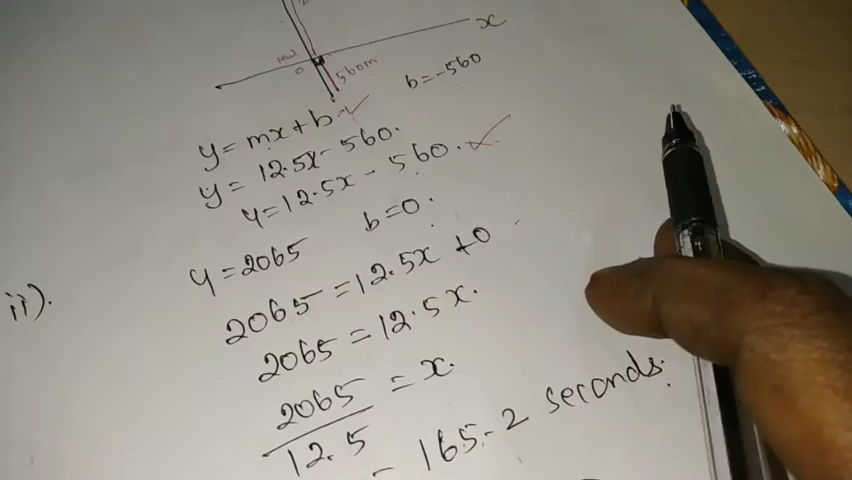 x
0
560m
b=-560
y=mx+b.
y=12.5x-560.
y=12.5x-560.
b=0.
ii). y=2065
2065=12.5x+0
2065=12.5x.
2065/12.5=x.
=165.2 seconds.